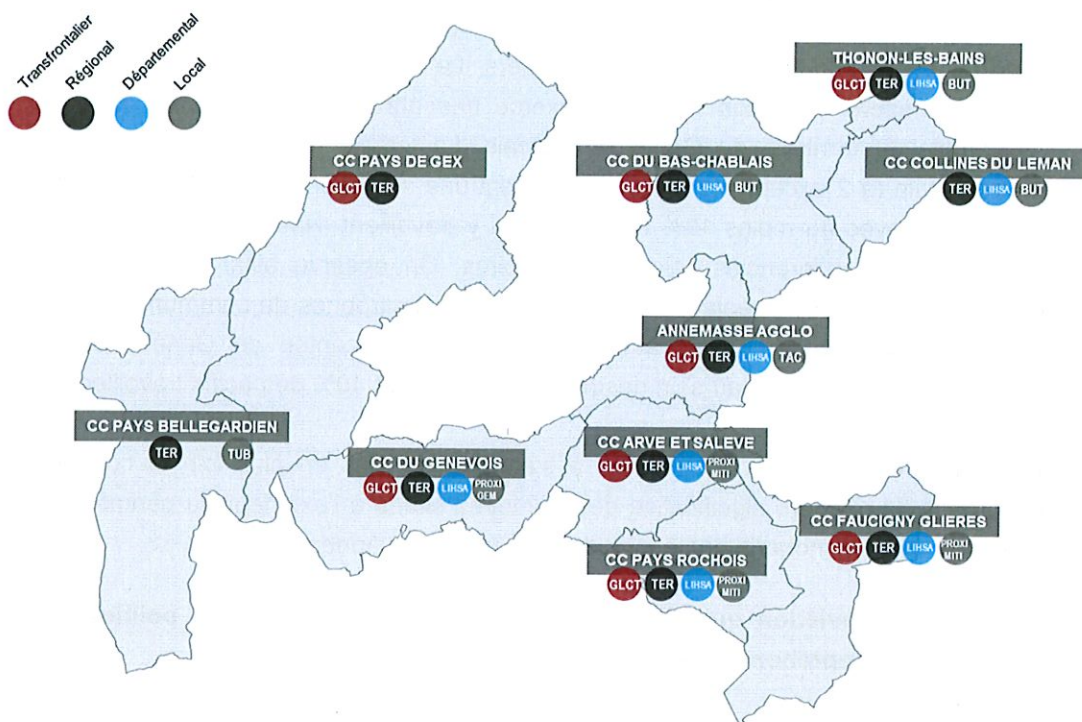 Transfrontalier
Régional
Départemental
Local
THONON-LES-BAINS
GLCT TER LIHSA BUT
CC PAYS DE GEX
GLCT TER
CC DU BAS-CHABLAIS
GLCT TER LIHSA BUT
CC COLLINES DU LEMAN
TER LIHSA BUT
ANNEMASSE AGGLO
GLCT TER LIHSA TAC
CC PAYS BELLEGARDIEN
TER TUB
CC ARVE ET SALEVE
GLCT TER LIHSA PROXI
MITI
CC DU GENEVOIS
GLCT TER LIHSA PROXI
GEM
CC FAUCIGNY GLIERES
GLCT TER LIHSA PROXI
MITI
CC PAYS ROCHOIS
GLCT TER LIHSA PROXI
MITI